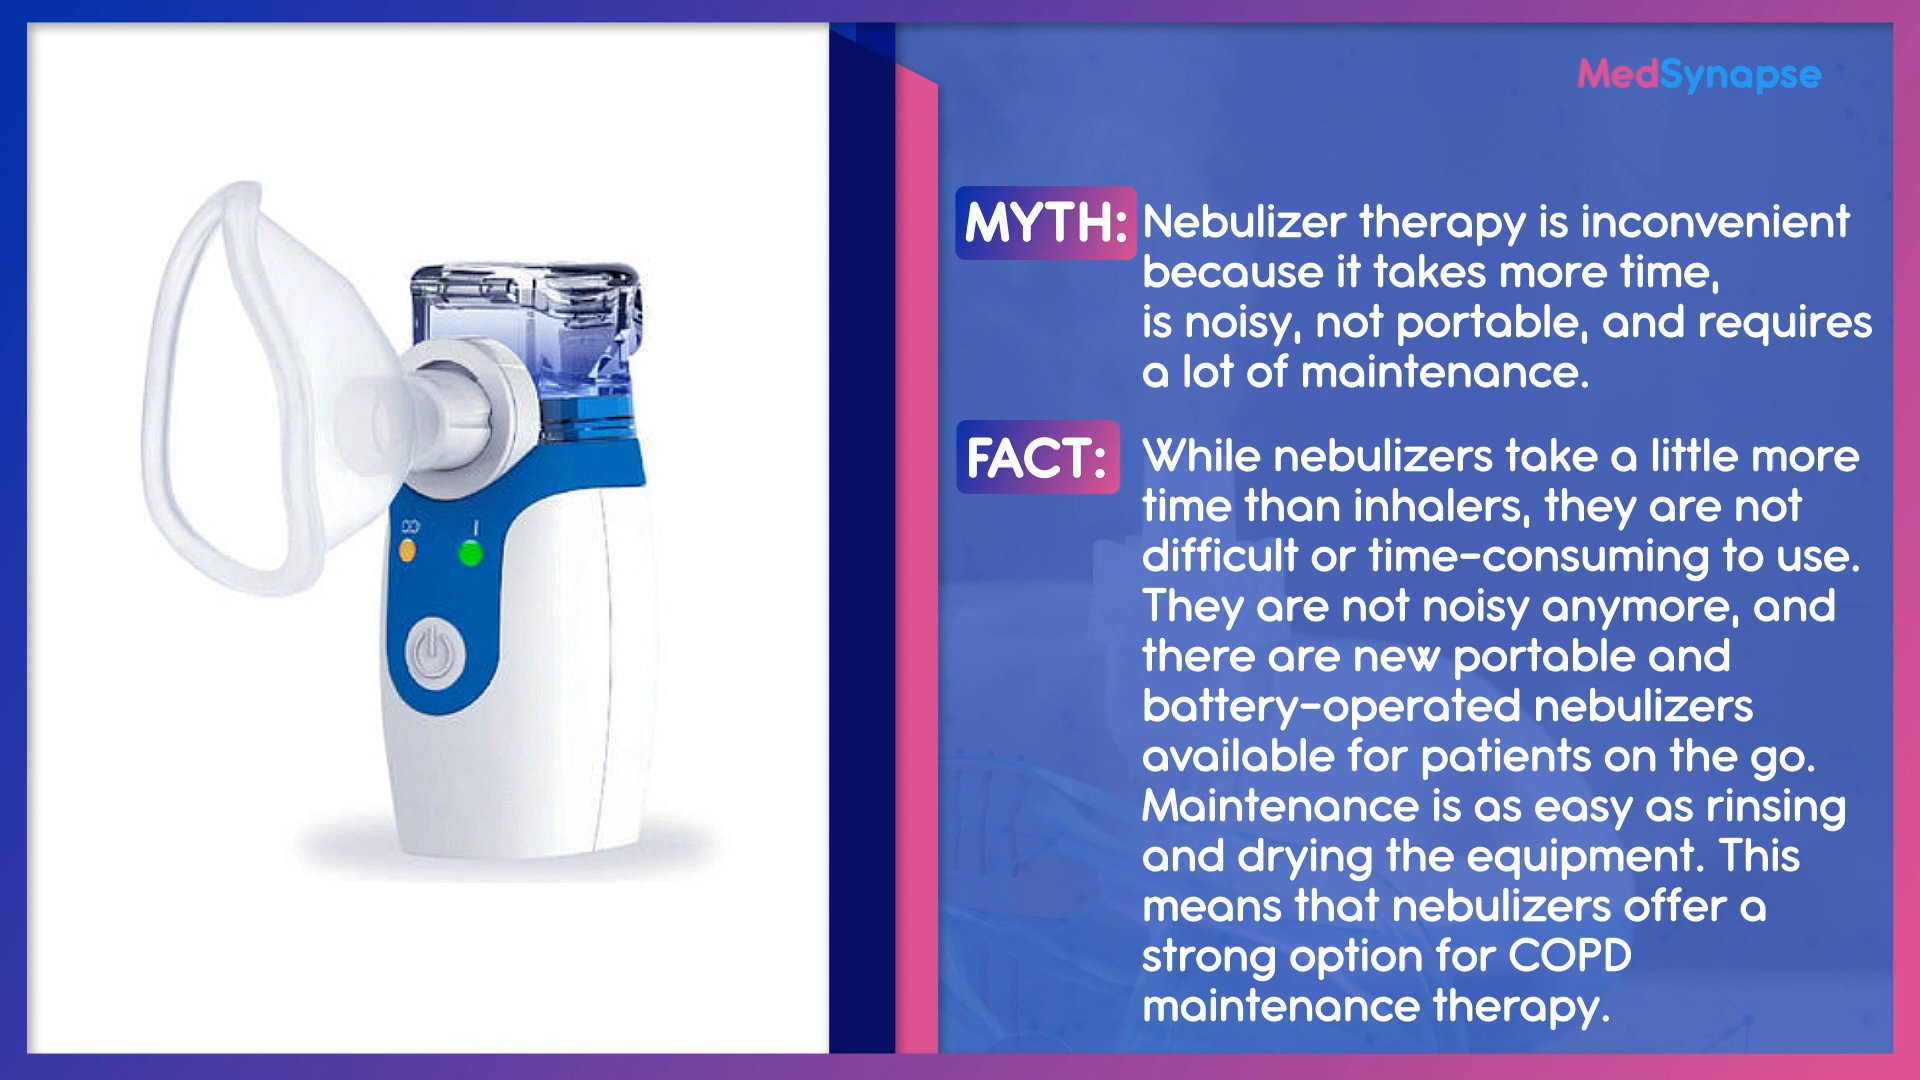 MedSynapse
MYTH: Nebulizer therapy is inconvenient
because it takes more time,
is noisy, not portable, and requires
a lot of maintenance.
FACT: While nebulizers take a little more
time than inhalers, they are not
difficult or time-consuming to use.
They are not noisy anymore, and
there are new portable and
battery-operated nebulizers
available for patients on the go.
Maintenance is as easy as rinsing
and drying the equipment. This
means that nebulizers offer a
strong option for COPD
maintenance therapy.